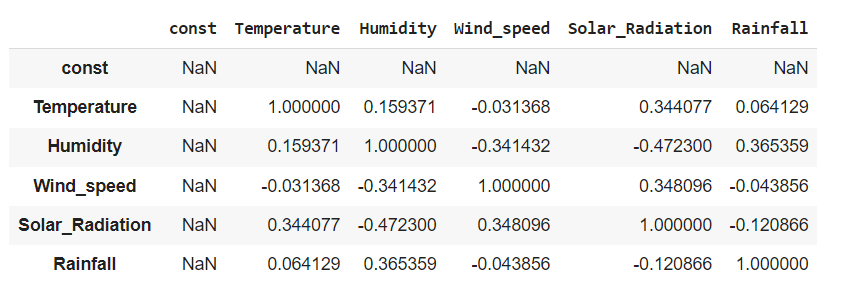 const Temperature Humidity Wind_speed Solar_Radiation Rainfall
const NaN NaN NaN NaN NaN NaN
Temperature NaN 1.000000 0.159371 -0.031368 0.344077 0.064129
Humidity NaN 0.159371 1.000000 -0.341432 -0.472300 0.365359
Wind_speed NaN -0.031368 -0.341432 1.000000 0.348096 -0.043856
Solar_Radiation NaN 0.344077 -0.472300 0.348096 1.000000 -0.120866
Rainfall NaN 0.064129 0.365359 -0.043856 -0.120866 1.000000